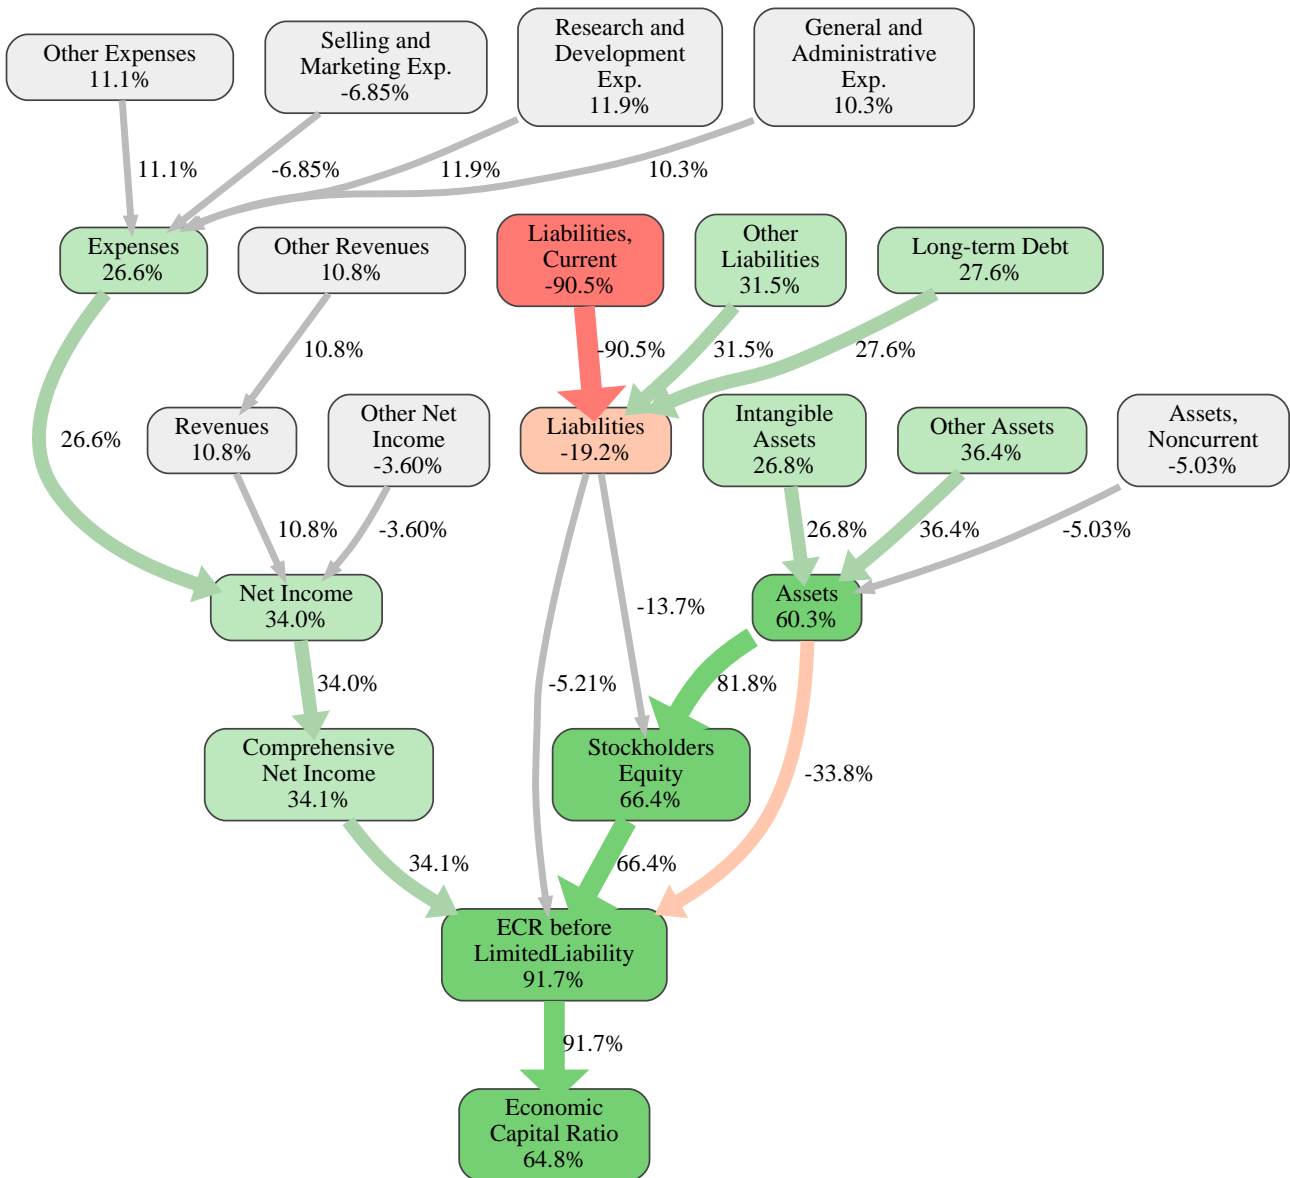 Other Expenses
11.1%
Selling and
Marketing Exp.
-6.85%
Research and
Development
Exp.
11.9%
General and
Administrative
Exp.
10.3%
11.1%
-6.85%
11.9%
10.3%
Expenses
26.6%
Other Revenues
10.8%
Liabilities,
Current
-90.5%
Other
Liabilities
31.5%
Long-term Debt
27.6%
10.8%
-90.5%
31.5%
27.6%
26.6%
Revenues
10.8%
Other Net
Income
-3.60%
Liabilities
-19.2%
Intangible
Assets
26.8%
Other Assets
36.4%
Assets,
Noncurrent
-5.03%
10.8%
-3.60%
26.8%
36.4%
-5.03%
Net Income
34.0%
-13.7%
Assets
60.3%
34.0%
-5.21%
81.8%
-33.8%
Comprehensive
Net Income
34.1%
Stockholders
Equity
66.4%
34.1%
66.4%
ECR before
LimitedLiability
91.7%
91.7%
Economic
Capital Ratio
64.8%